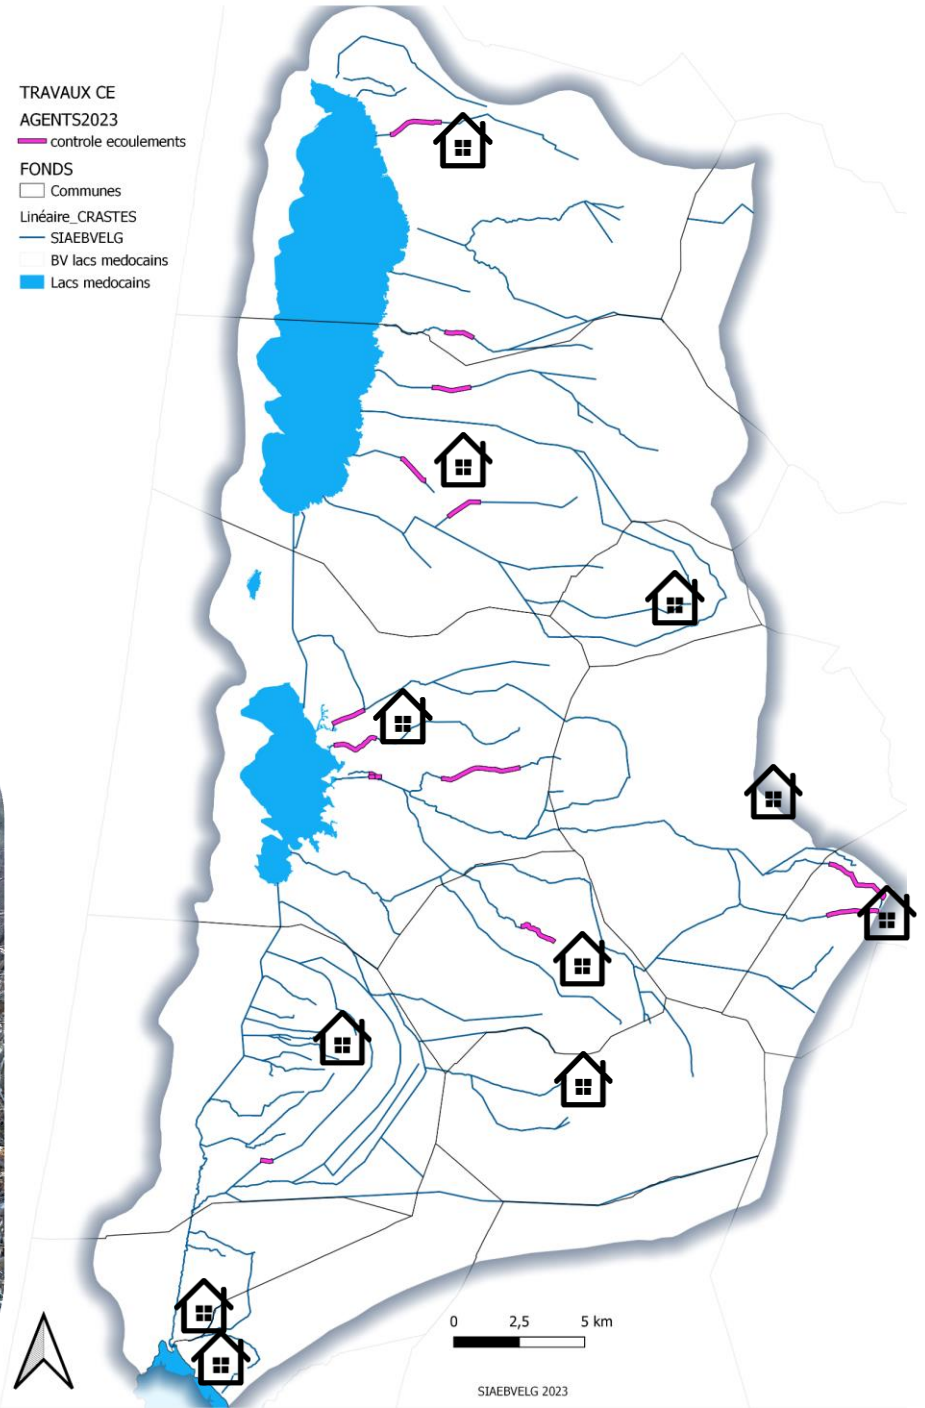 TRAVAUX CE
AGENTS2023
controle ecoulements
FONDS
Communes
Linéaire_CRASTES
SIAEBVELG
BV lacs medocains
Lacs medocains
0 2,5 5 km
SIAEBVELG 2023